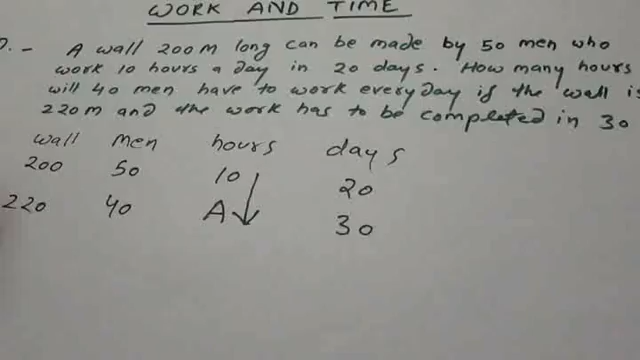 WORK AND TIME
- A wall 200 m long can be made by 50 men who
work 10 hours a day in 20 days. How many hours
will 40 men have to work everyday if the wall is
220 m and the work has to be completed in 30
wall men hours days
200 50 10 20
220 40 A 30